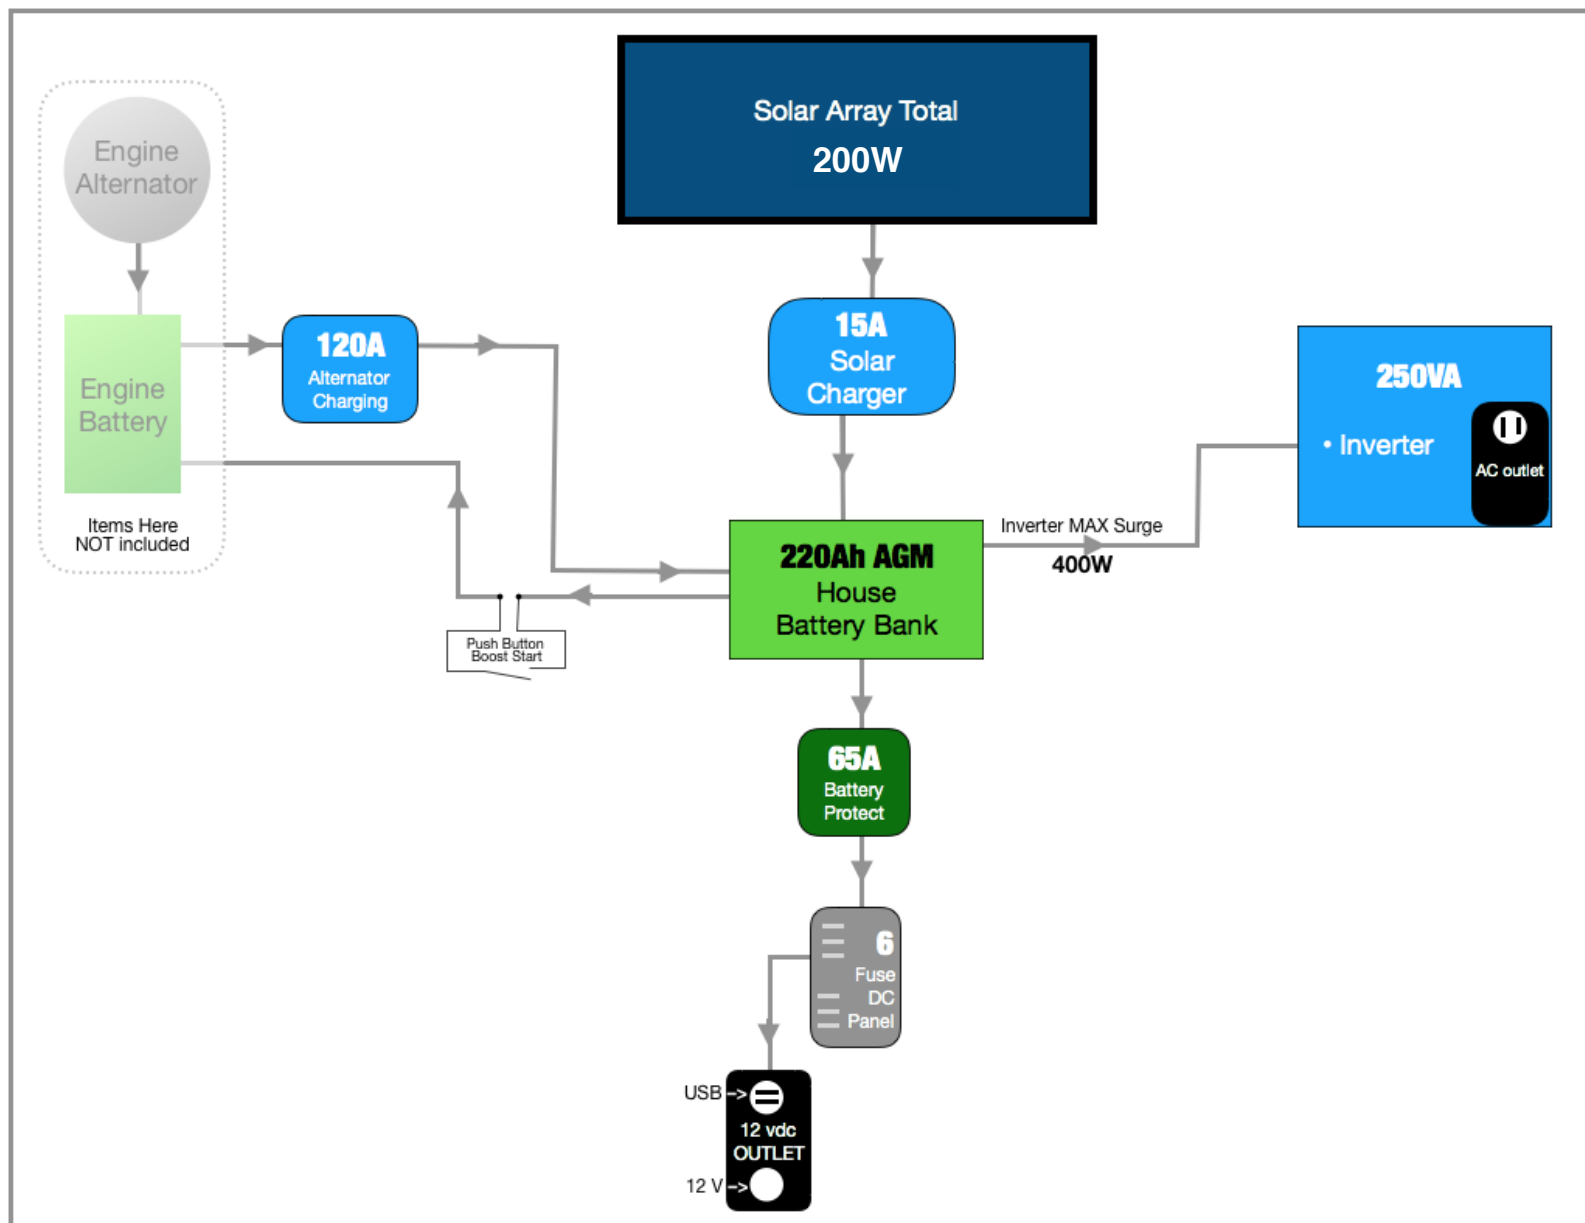 Solar Array Total
200W
Engine
Alternator
15A
Solar
Charger
120A
Alternator
Charging
Engine
Battery
250VA
• Inverter
AC outlet
Items Here
NOT included
Inverter MAX Surge
400W
220Ah AGM
House
Battery Bank
Push Button
Boost Start
65A
Battery
Protect
6
Fuse
DC
Panel
USB ->
12 vdc
OUTLET
12 V ->